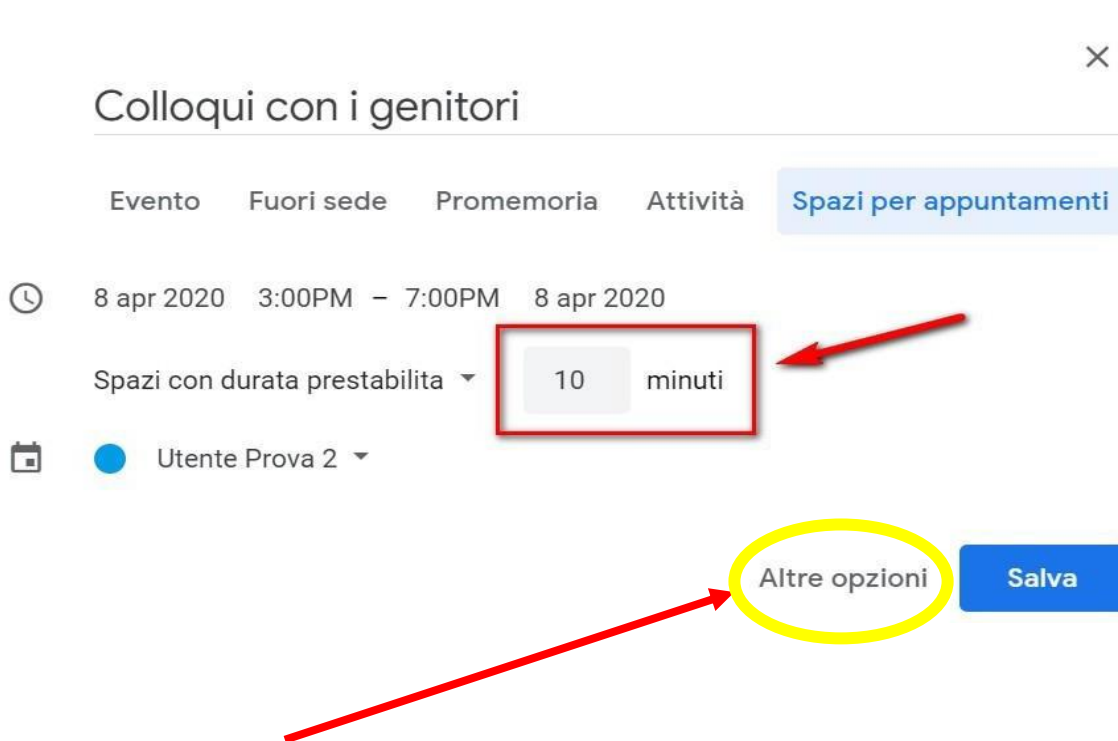 Colloqui con i genitori
Evento Fuori sede Promemoria Attività Spazi per appuntamenti
8 apr 2020 3:00PM – 7:00PM 8 apr 2020
Spazi con durata prestabilita 10 minuti
Utente Prova 2
Altre opzioni Salva